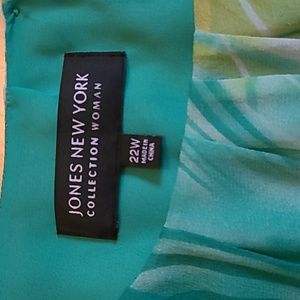 JONES NEW YORK
COLLECTION WOMAN
22W
MADE IN
CHINA